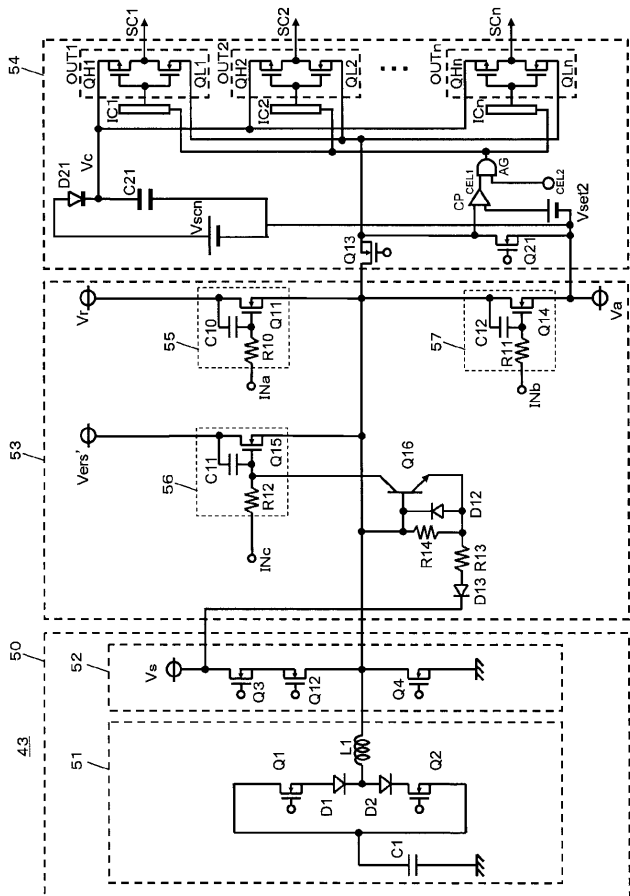 43
50
51
C1
Q1
D1
D2
Q2
L1
52
Vs
Q3
Q12
Q4
53
Vers'
56
C11
R12
Q15
INc
Q16
D12
R14
R13
D13
Vr
55
C10
R10
Q11
INa
57
C12
R11
Q14
INb
Va
54
D21
Vc
C21
Vscn
Q13
CP
CEL1
AG
CEL2
Vset2
Q21
OUT1
QH1
QL1
IC1
SC1
OUT2
QH2
QL2
IC2
SC2
•••
OUTn
QHn
QLn
ICn
SCn